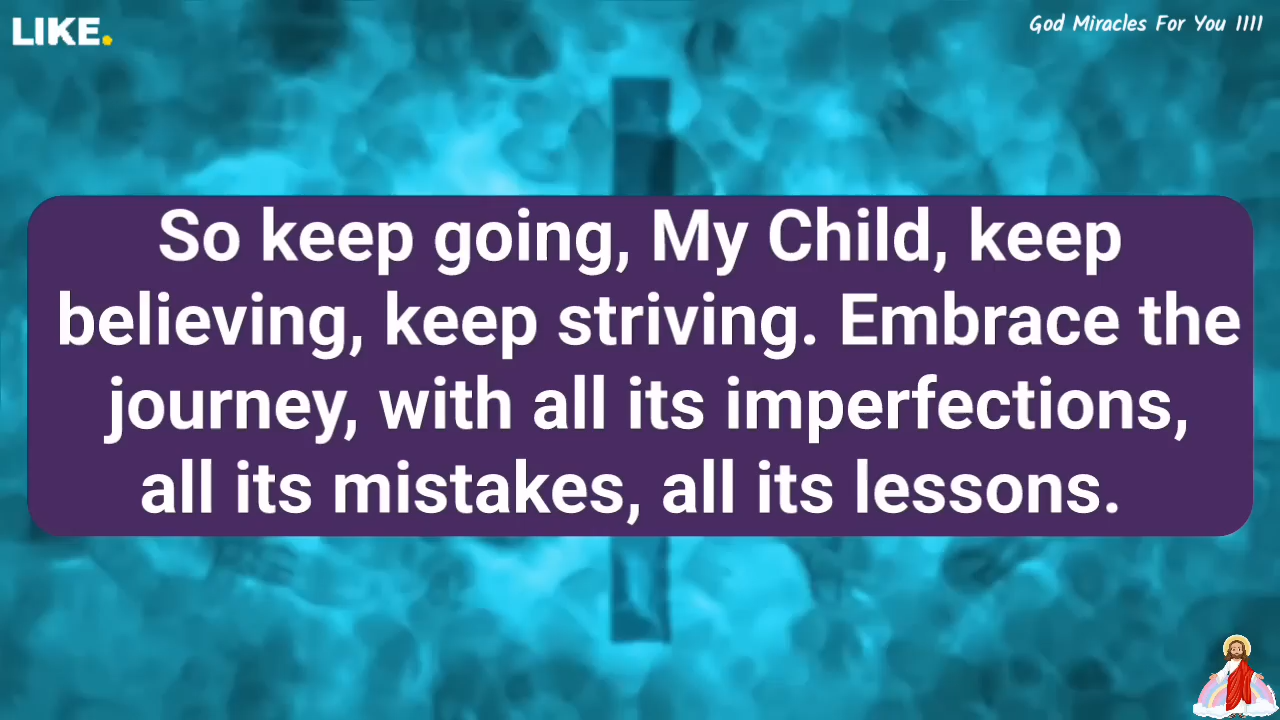 LIKE.
God Miracles For You 1111
So keep going, My Child, keep
believing, keep striving. Embrace the
journey, with all its imperfections,
all its mistakes, all its lessons.